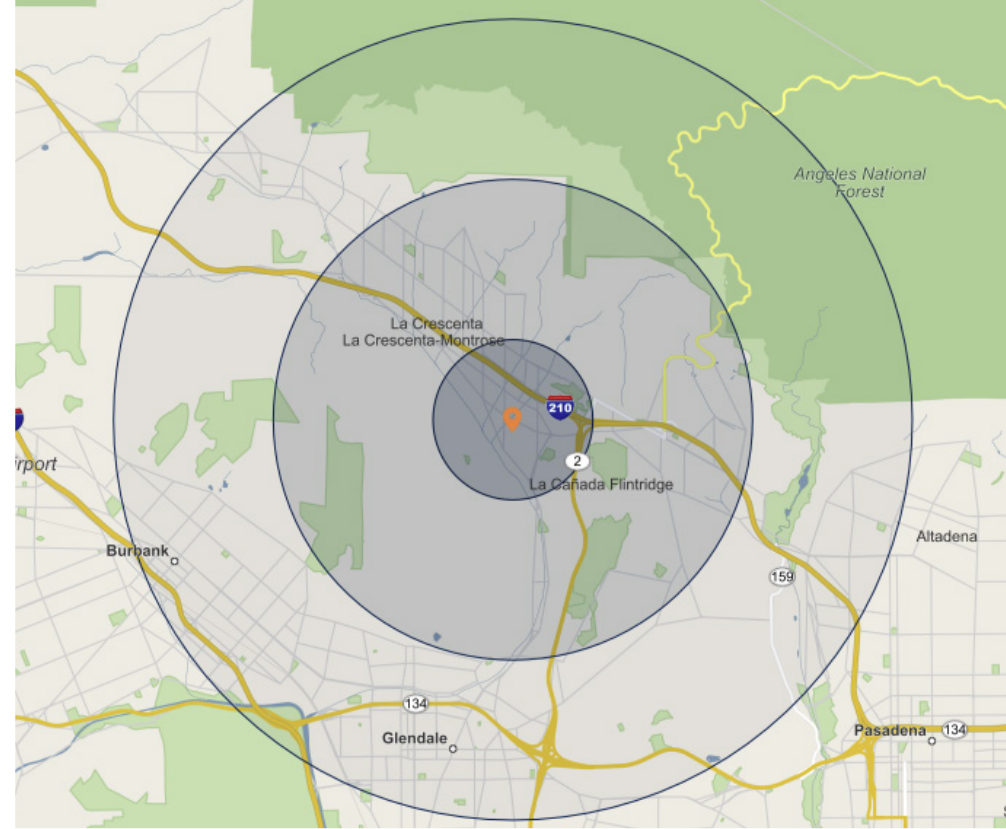 Angeles National
Forest
La Crescenta
La Crescenta-Montrose
210
2
irport
La Cañada Flintridge
Burbank
Altadena
159
134
Glendale
Pasadena
134